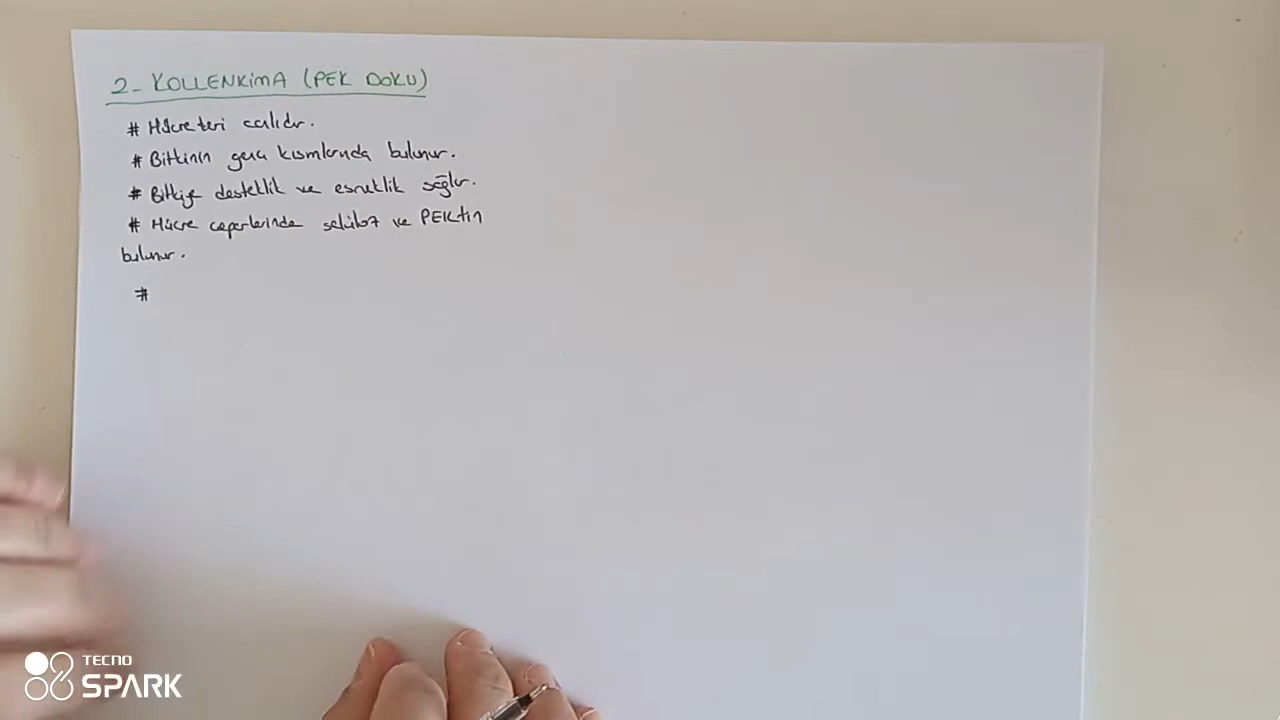 2- KOLLENKİMA (PEK DOKU)
# Hücreleri canlıdır.
# Bitkinin genç kısımlarında bulunur.
# Bitkiye desteklik ve esneklik sağlar.
# Hücre çeperlerinde selüloz ve PEKtin
bulunur.
#
TECNO
SPARK